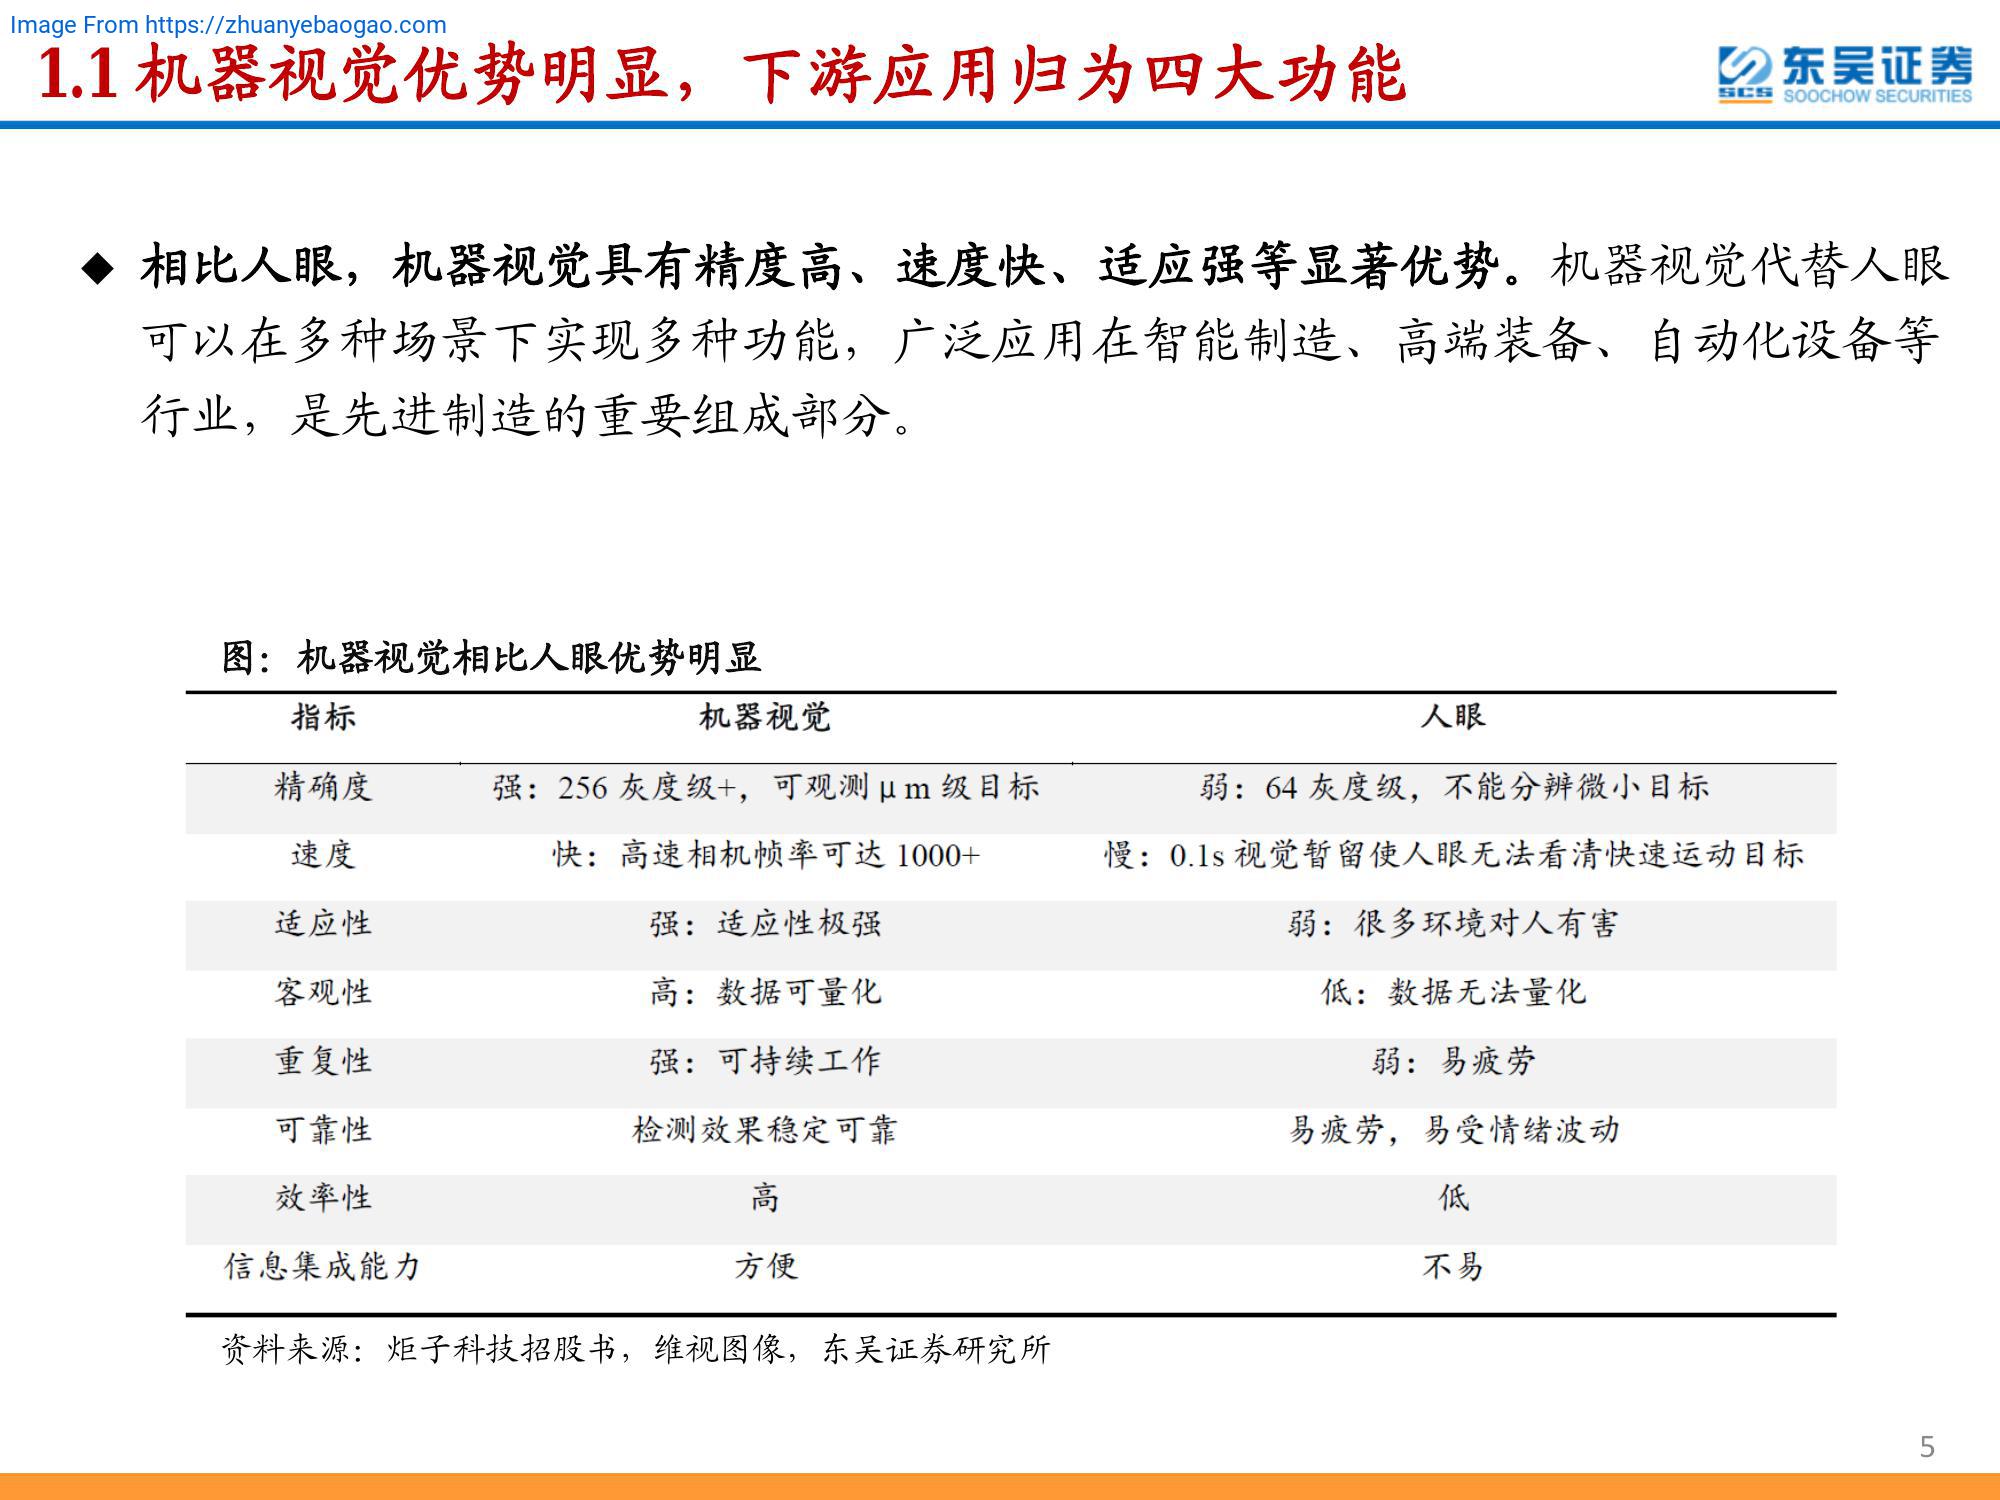 Image From https://zhuanyebaogao.com
1.1 机器视觉优势明显，下游应用归为四大功能
东吴证券
SCS SOOCHOW SECURITIES
◆ 相比人眼，机器视觉具有精度高、速度快、适应强等显著优势。机器视觉代替人眼
可以在多种场景下实现多种功能，广泛应用在智能制造、高端装备、自动化设备等
行业，是先进制造的重要组成部分。
图：机器视觉相比人眼优势明显
指标 机器视觉 人眼
精确度 强：256 灰度级+，可观测 μm 级目标 弱：64 灰度级，不能分辨微小目标
速度 快：高速相机帧率可达 1000+ 慢：0.1s 视觉暂留使人眼无法看清快速运动目标
适应性 强：适应性极强 弱：很多环境对人有害
客观性 高：数据可量化 低：数据无法量化
重复性 强：可持续工作 弱：易疲劳
可靠性 检测效果稳定可靠 易疲劳，易受情绪波动
效率性 高 低
信息集成能力 方便 不易
资料来源：炬子科技招股书，维视图像，东吴证券研究所
5